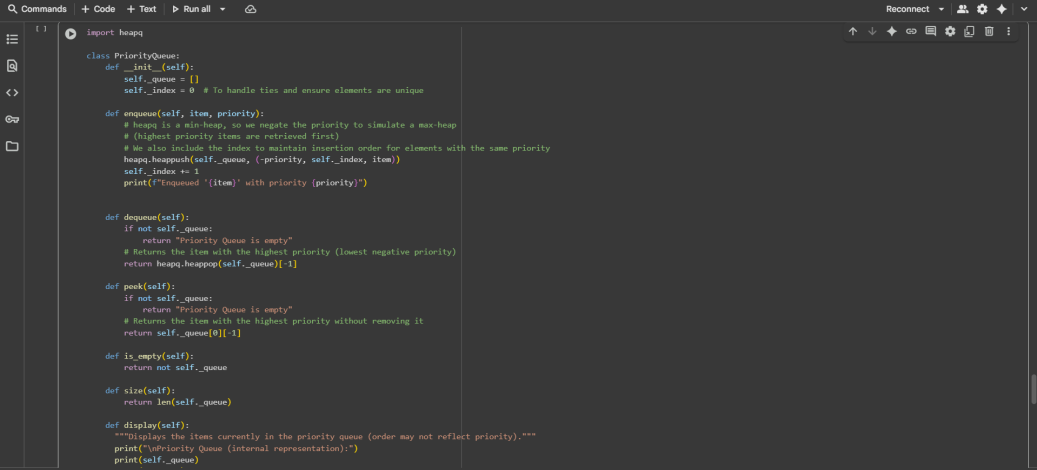 Commands + Code + Text Run all Reconnect
[ ]
import heapq
class PriorityQueue:
    def __init__(self):
        self._queue = []
        self._index = 0  # To handle ties and ensure elements are unique
    def enqueue(self, item, priority):
        # heapq is a min-heap, so we negate the priority to simulate a max-heap
        # (highest priority items are retrieved first)
        # We also include the index to maintain insertion order for elements with the same priority
        heapq.heappush(self._queue, (-priority, self._index, item))
        self._index += 1
        print(f"Enqueued '{item}' with priority {priority}")
    def dequeue(self):
        if not self._queue:
            return "Priority Queue is empty"
        # Returns the item with the highest priority (lowest negative priority)
        return heapq.heappop(self._queue)[-1]
    def peek(self):
        if not self._queue:
            return "Priority Queue is empty"
        # Returns the item with the highest priority without removing it
        return self._queue[0][-1]
    def is_empty(self):
        return not self._queue
    def size(self):
        return len(self._queue)
    def display(self):
      """Displays the items currently in the priority queue (order may not reflect priority)."""
      print("\nPriority Queue (internal representation):")
      print(self._queue)